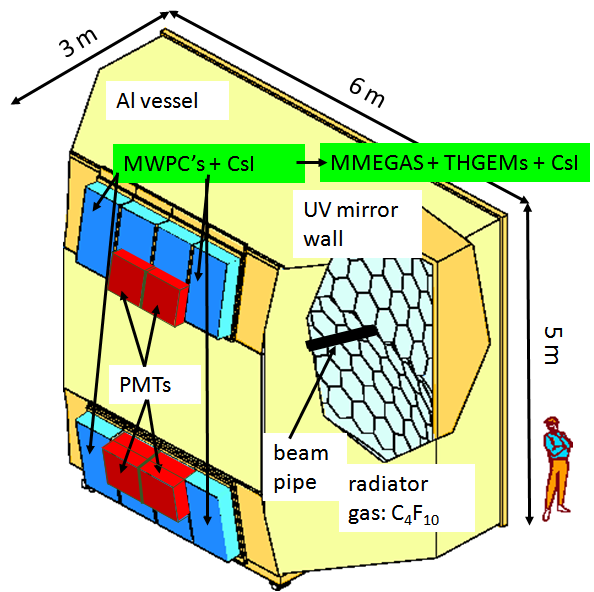 3 m
6 m
Al vessel
MWPC's + CsI
MMEGAS + THGEMs + CsI
UV mirror
wall
5 m
PMTs
beam
pipe
radiator
gas: C₄F₁₀